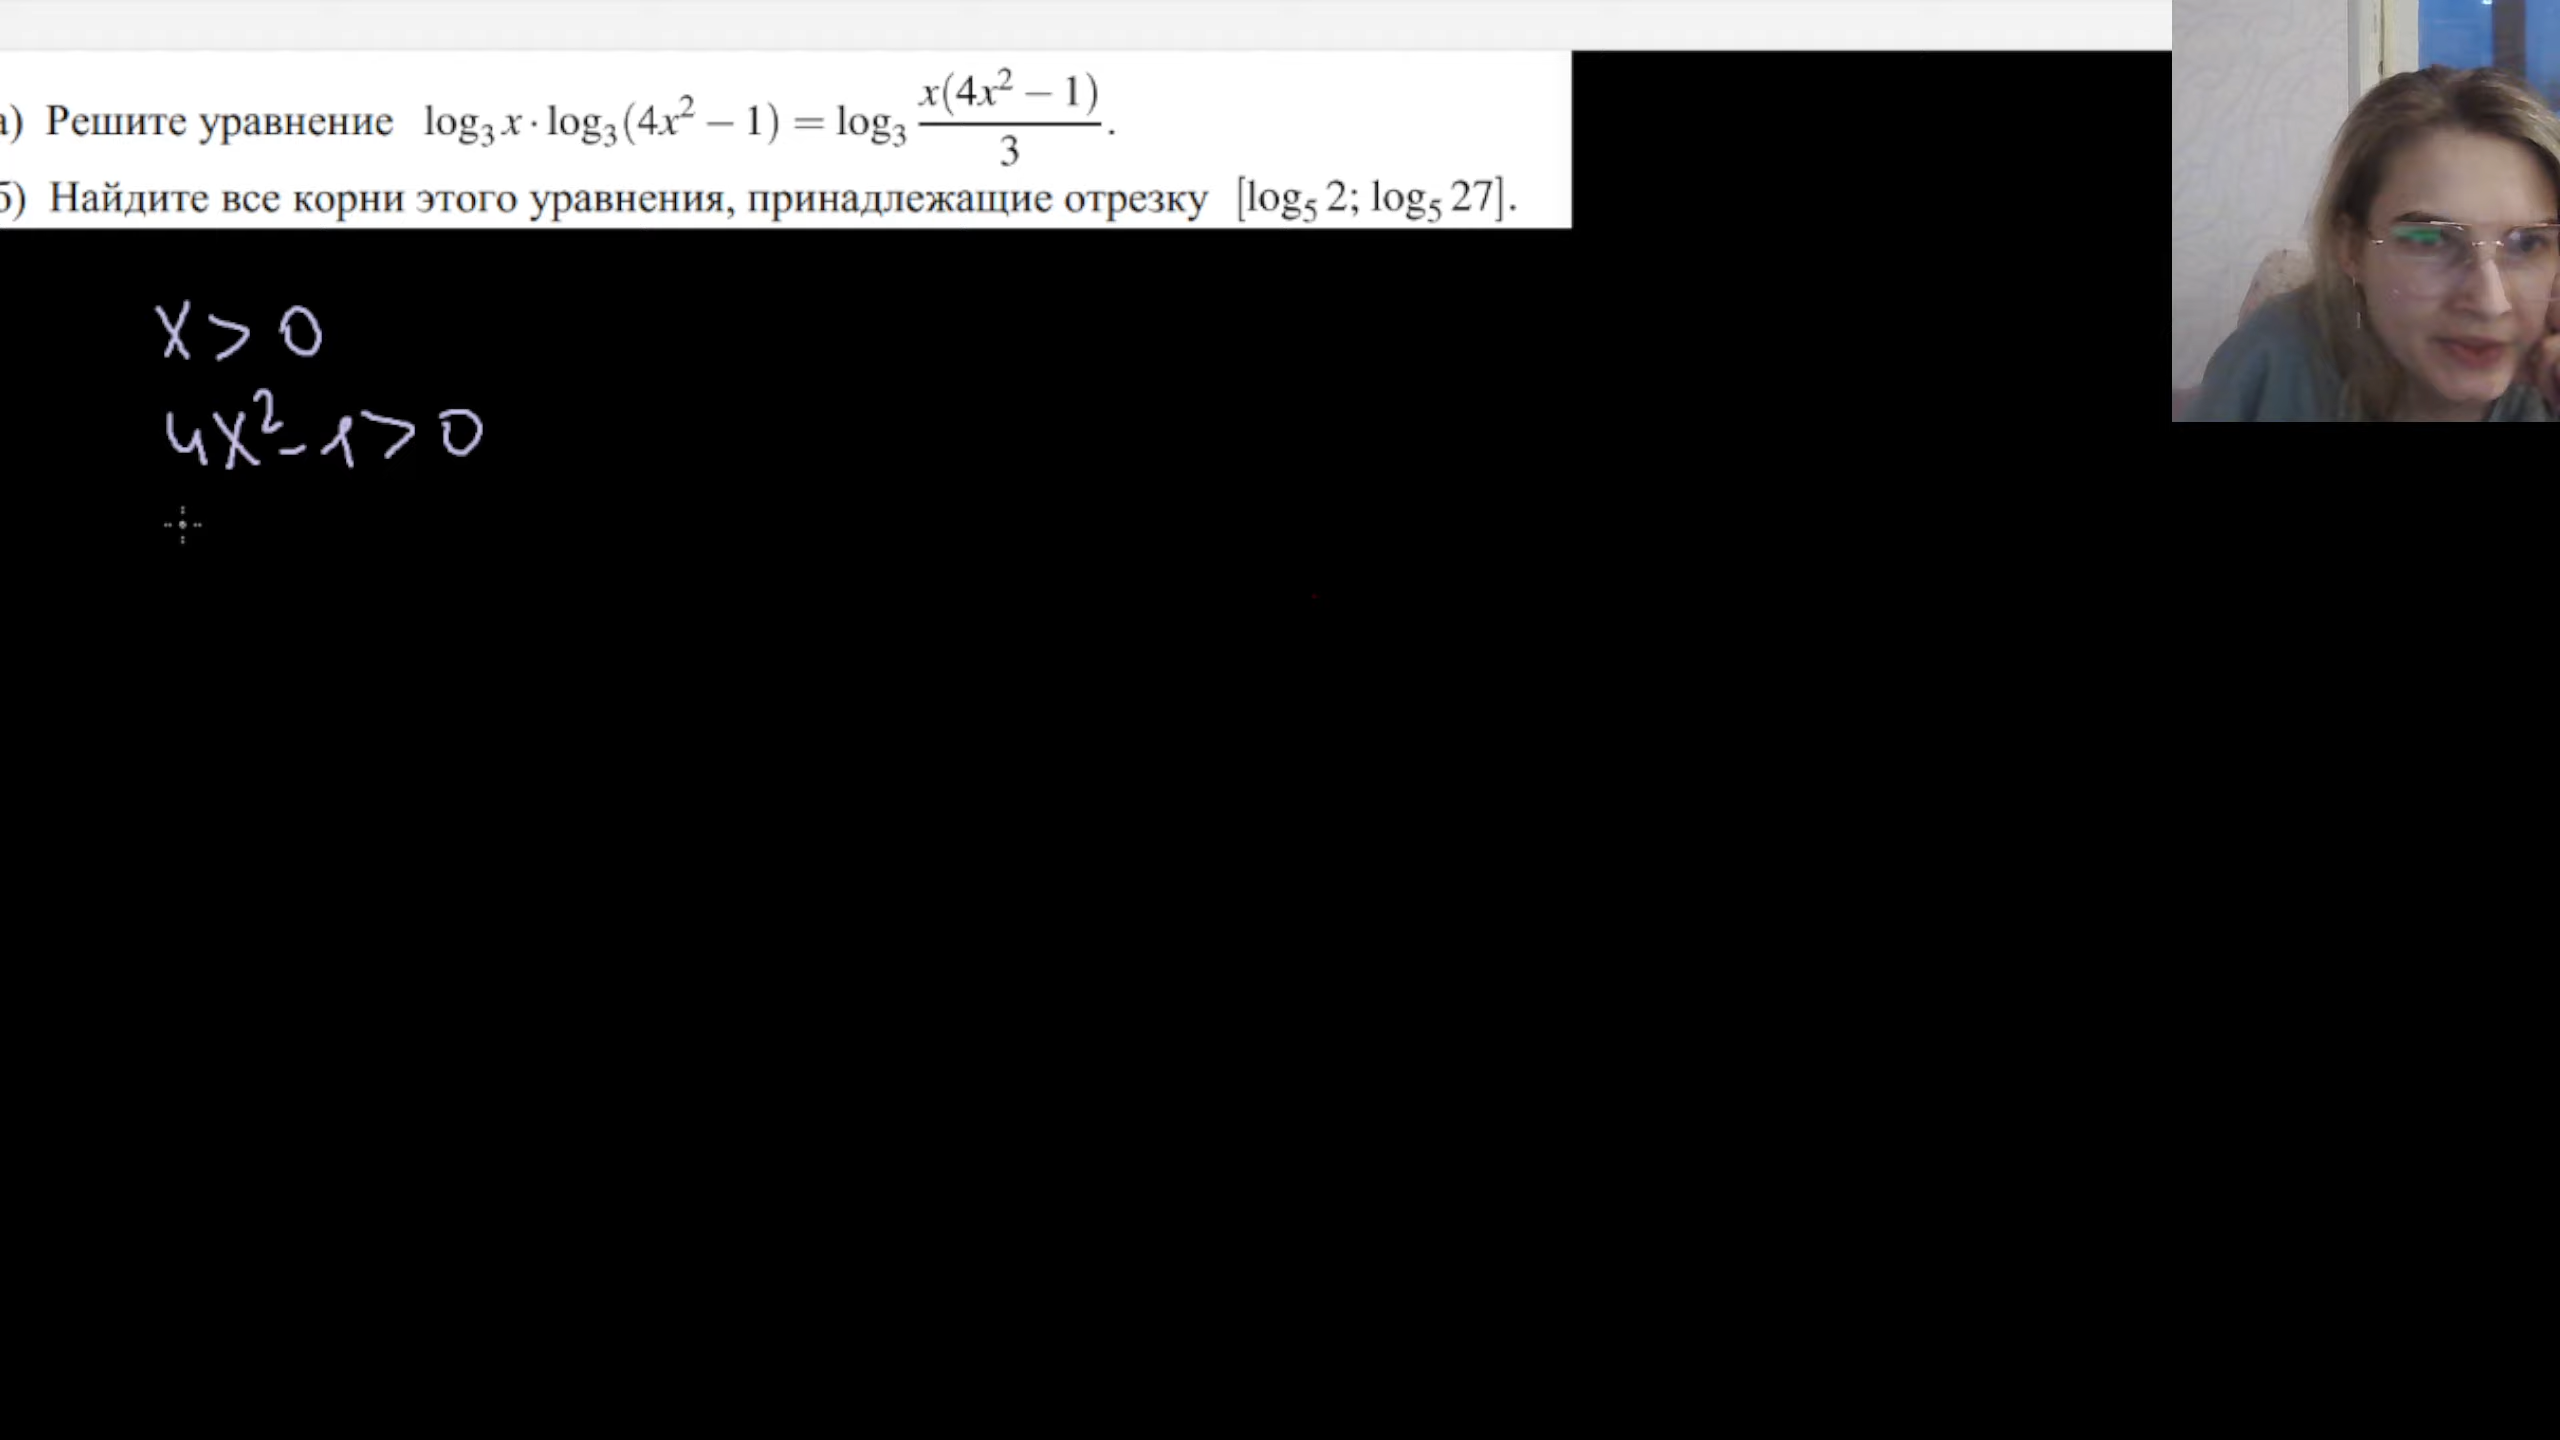 а) Решите уравнение log₃ x · log₃(4x² − 1) = log₃ x(4x² − 1)/3.
б) Найдите все корни этого уравнения, принадлежащие отрезку [log₅ 2; log₅ 27].
x > 0
4x² - 1 > 0